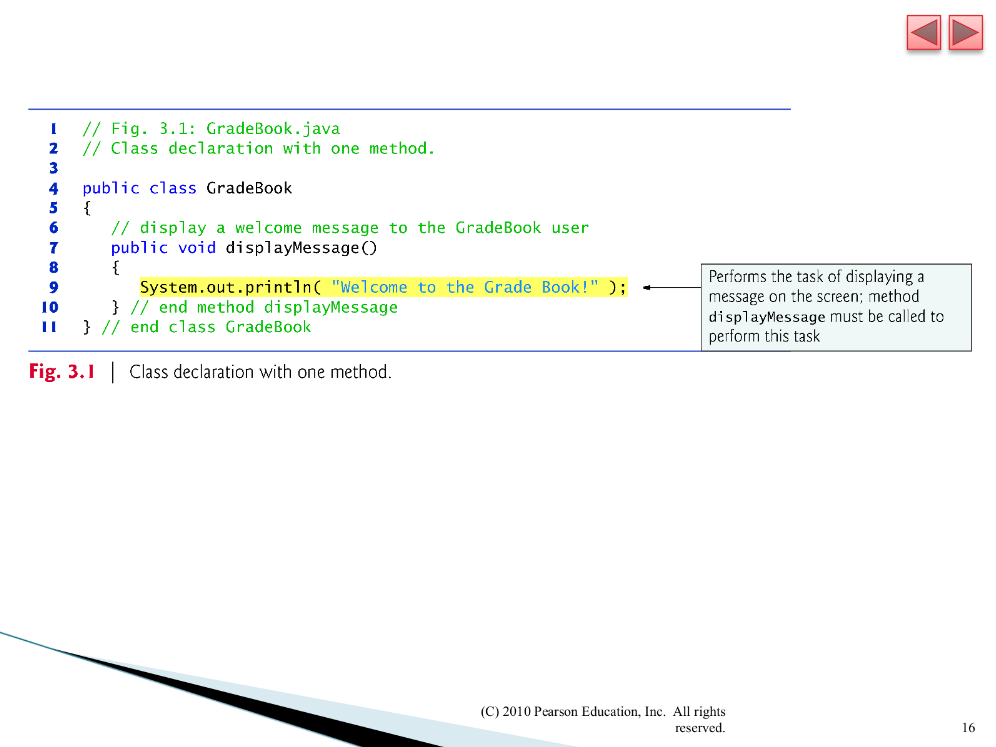 1 // Fig. 3.1: GradeBook.java
2 // Class declaration with one method.
3
4 public class GradeBook
5 {
6 // display a welcome message to the GradeBook user
7 public void displayMessage()
8 {
9 System.out.println( "Welcome to the Grade Book!" );
10 } // end method displayMessage
11 } // end class GradeBook
Performs the task of displaying a
message on the screen; method
displayMessage must be called to
perform this task
Fig. 3.1 | Class declaration with one method.
(C) 2010 Pearson Education, Inc. All rights
reserved.
16